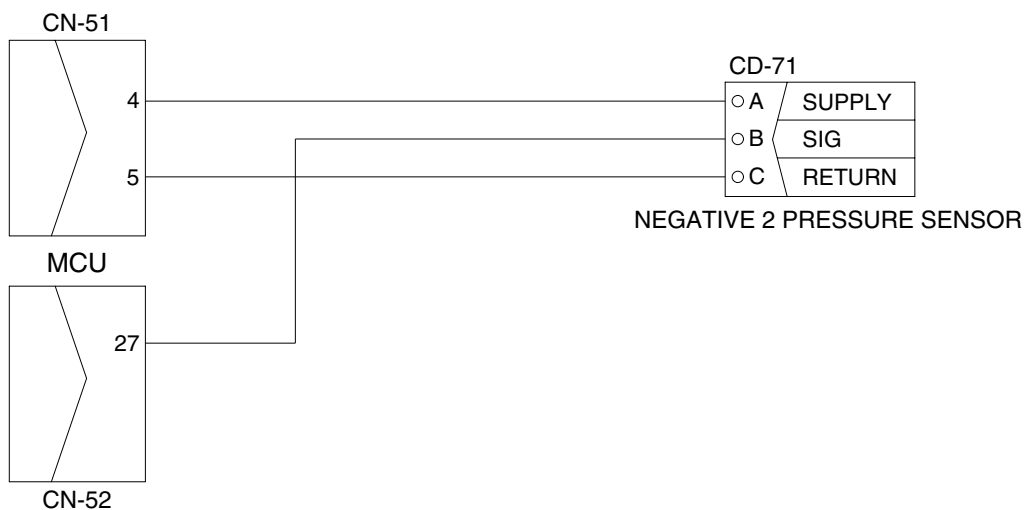 CN-51
4
5
MCU
27
CN-52
CD-71
A SUPPLY
B SIG
C RETURN
NEGATIVE 2 PRESSURE SENSOR